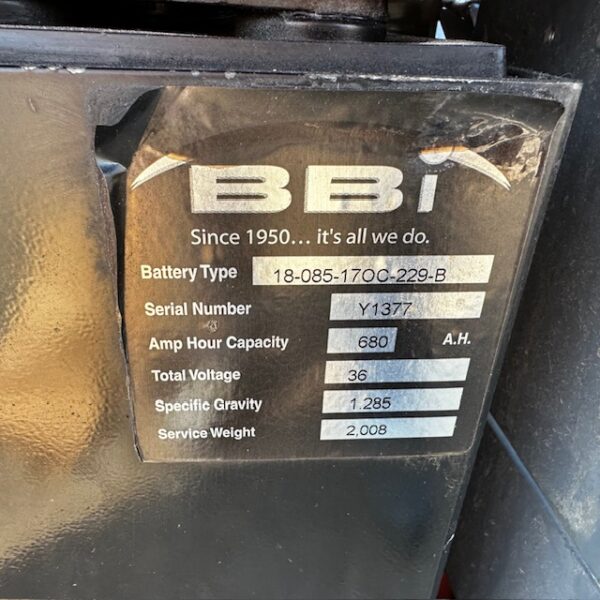 BBi
Since 1950... it's all we do.
Battery Type 18-085-17OC-229-B
Serial Number Y1377
Amp Hour Capacity 680 A.H.
Total Voltage 36
Specific Gravity 1.285
Service Weight 2,008